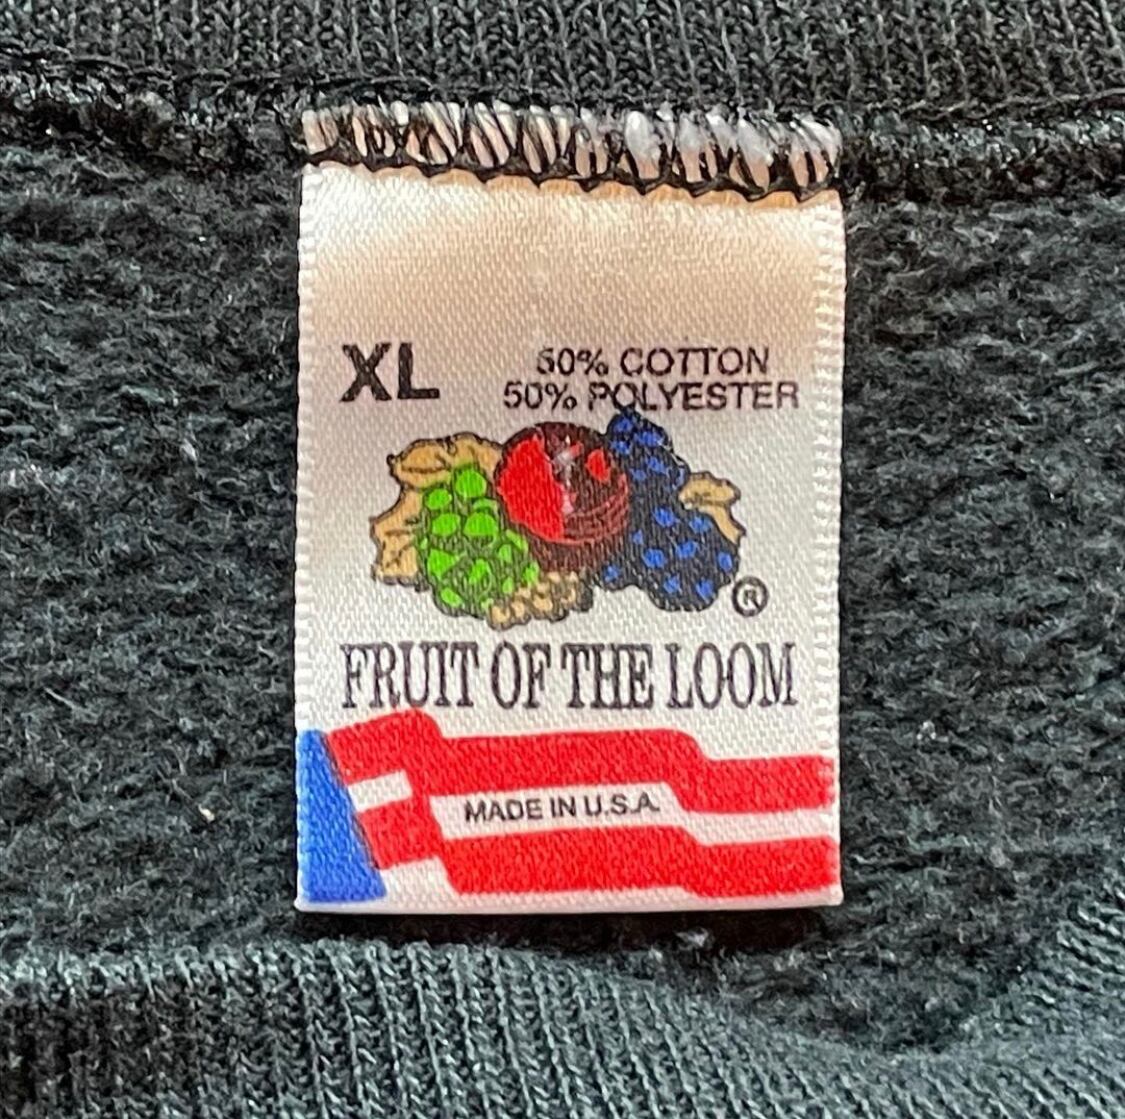 XL
50% COTTON
50% POLYESTER
®
FRUIT OF THE LOOM
MADE IN U.S.A.